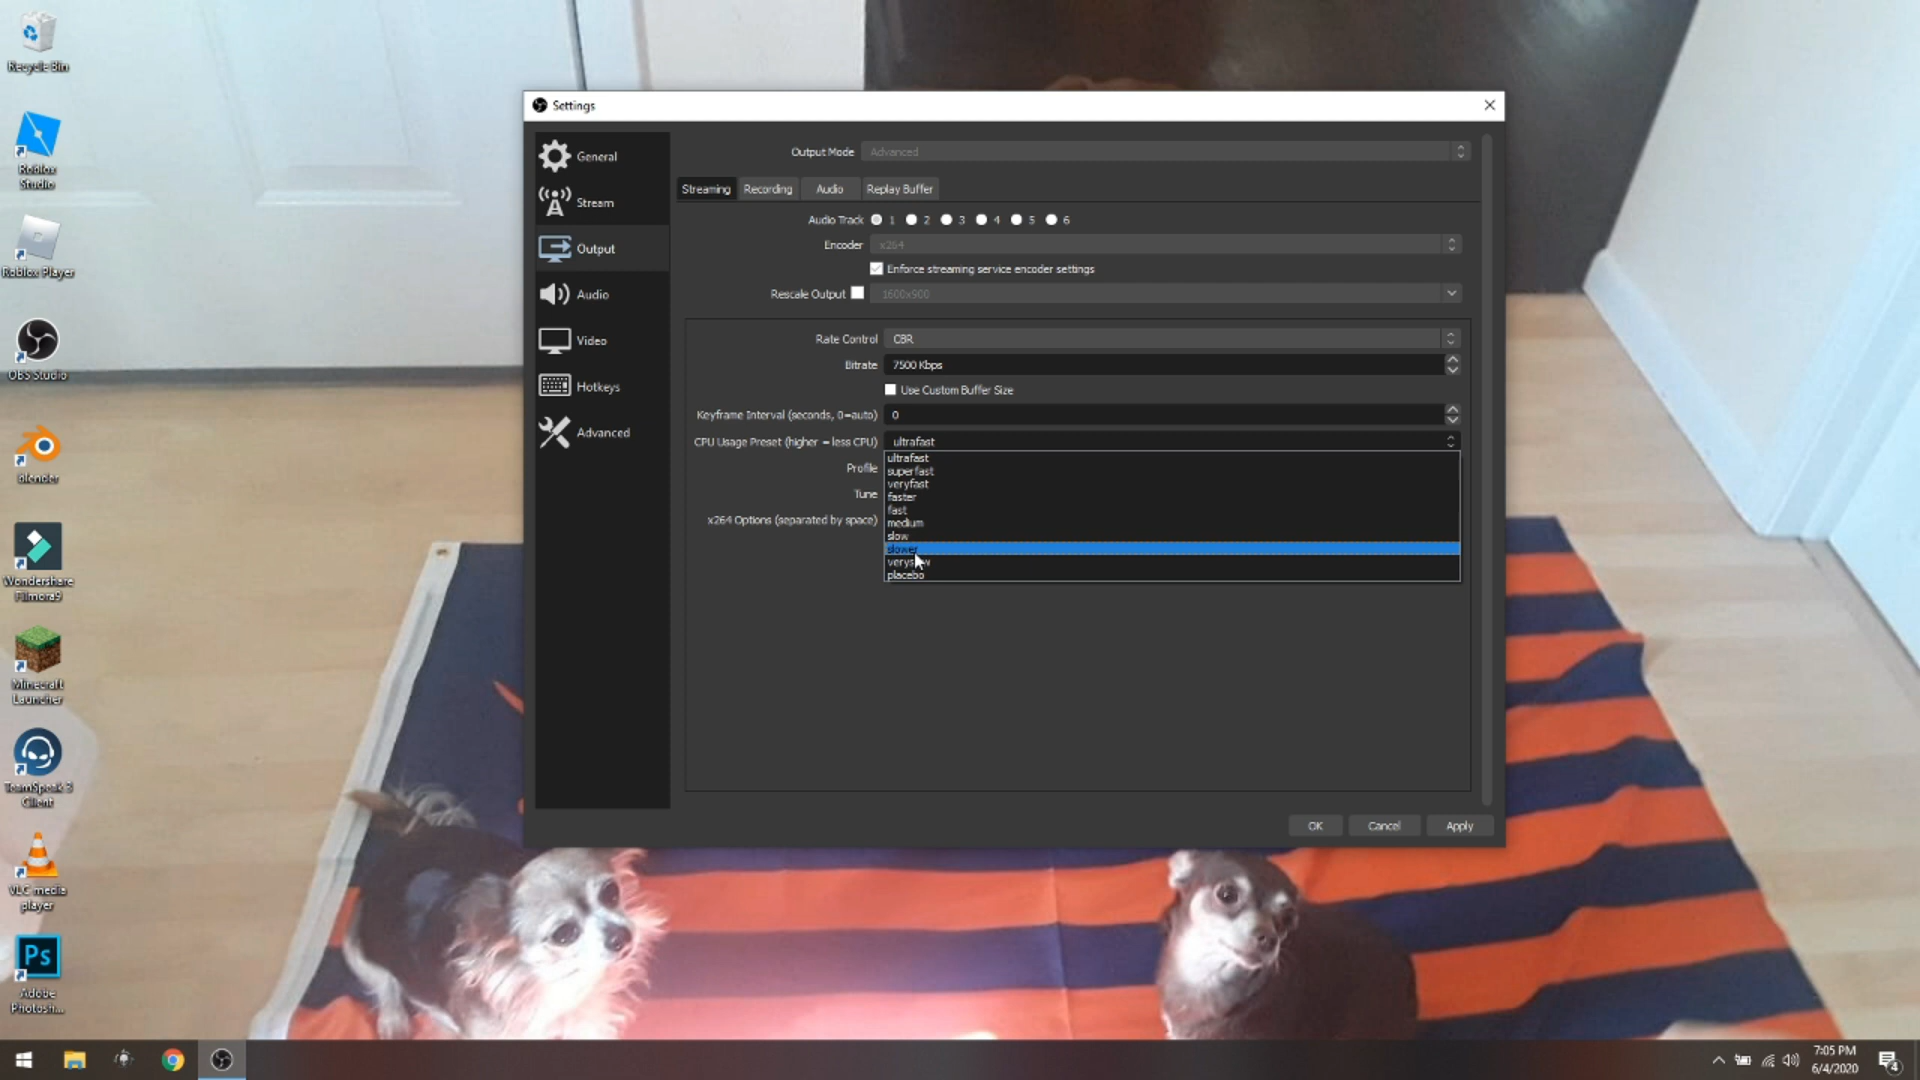 Recycle Bin
Roblox
Studio
Roblox Player
OBS Studio
Blender
Wondershare
Filmora9
Minecraft
Launcher
TeamSpeak 3
Client
VLC media
player
Ps
Adobe
Photosh...
Settings
General
Stream
Output
Audio
Video
Hotkeys
Advanced
Output Mode Advanced
Streaming Recording Audio Replay Buffer
Audio Track 1 2 3 4 5 6
Encoder x264
Enforce streaming service encoder settings
Rescale Output 1600x900
Rate Control CBR
Bitrate 7500 Kbps
Use Custom Buffer Size
Keyframe Interval (seconds, 0=auto) 0
CPU Usage Preset (higher = less CPU) ultrafast
ultrafast
superfast
veryfast
faster
fast
medium
slow
slower
veryslow
placebo
Profile
Tune
x264 Options (separated by space)
OK Cancel Apply
7:05 PM
6/4/2020
4